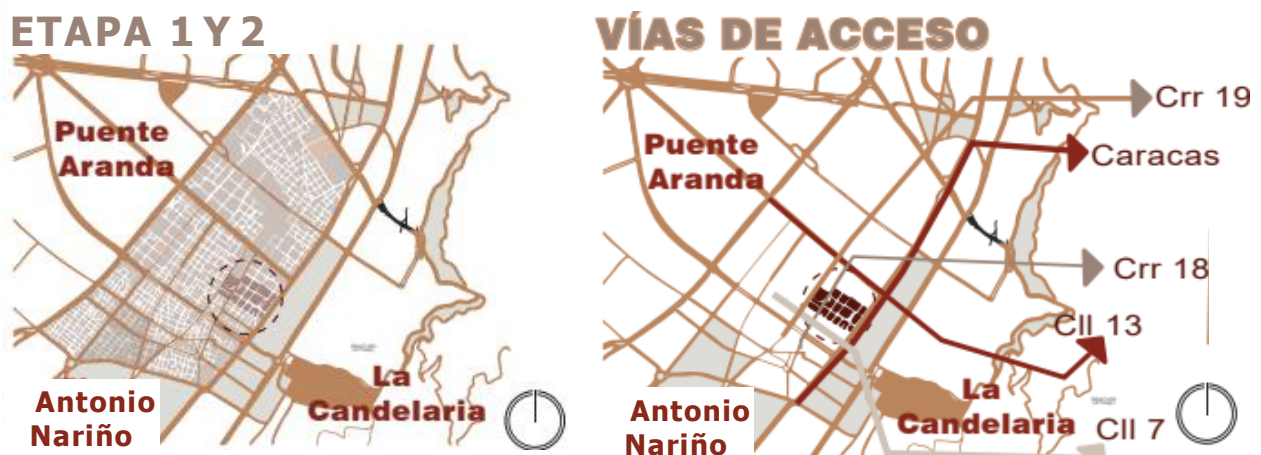 ETAPA 1 Y 2
Puente
Aranda
La
Candelaria
Antonio
Nariño
VÍAS DE ACCESO
Crr 19
Puente
Aranda
Caracas
Crr 18
Cll 13
La
Candelaria
Antonio
Nariño
Cll 7